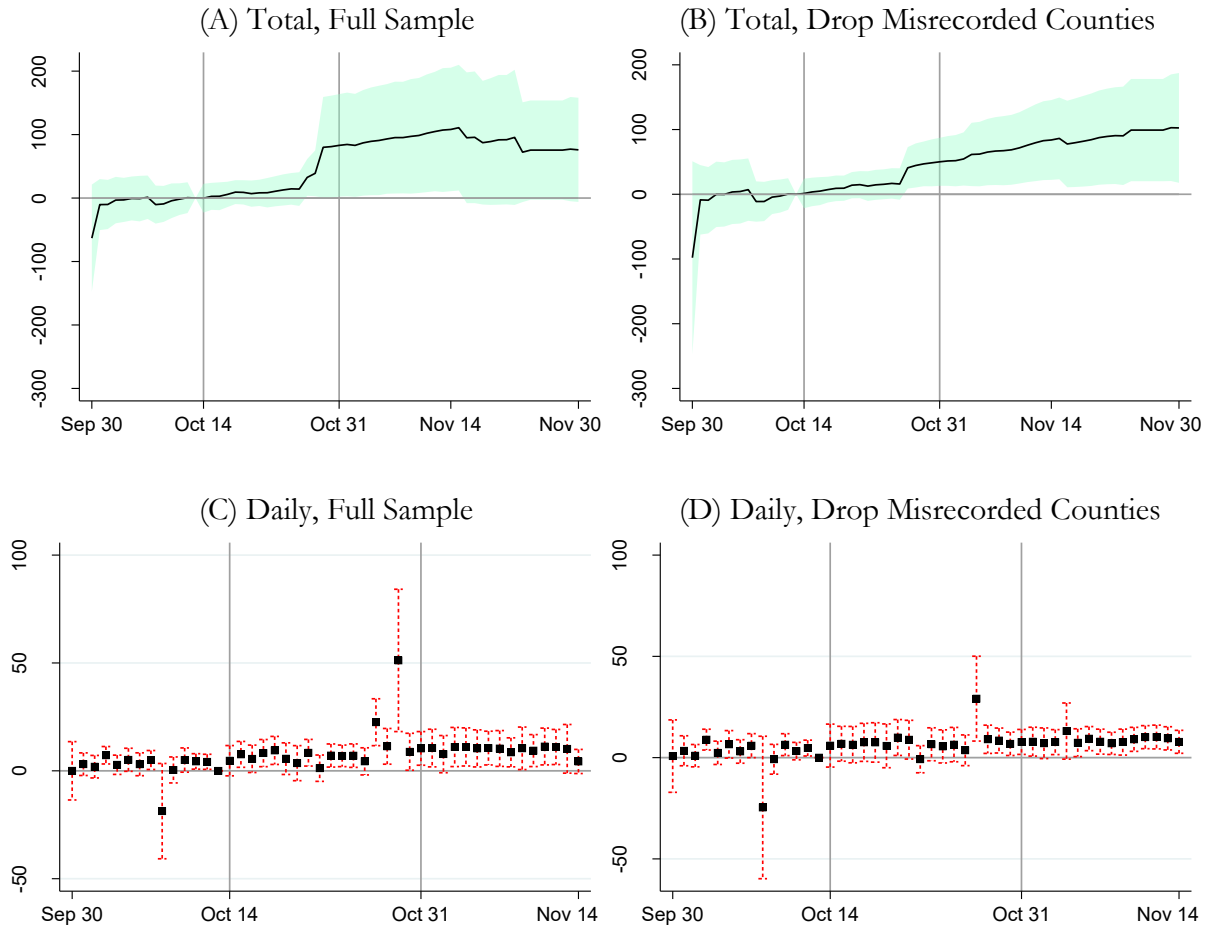 (A) Total, Full Sample
200
100
0
-100
-200
-300
Sep 30 Oct 14 Oct 31 Nov 14 Nov 30
(B) Total, Drop Misrecorded Counties
200
100
0
-100
-200
-300
Sep 30 Oct 14 Oct 31 Nov 14 Nov 30
(C) Daily, Full Sample
100
50
0
-50
Sep 30 Oct 14 Oct 31 Nov 14
(D) Daily, Drop Misrecorded Counties
100
50
0
-50
Sep 30 Oct 14 Oct 31 Nov 14